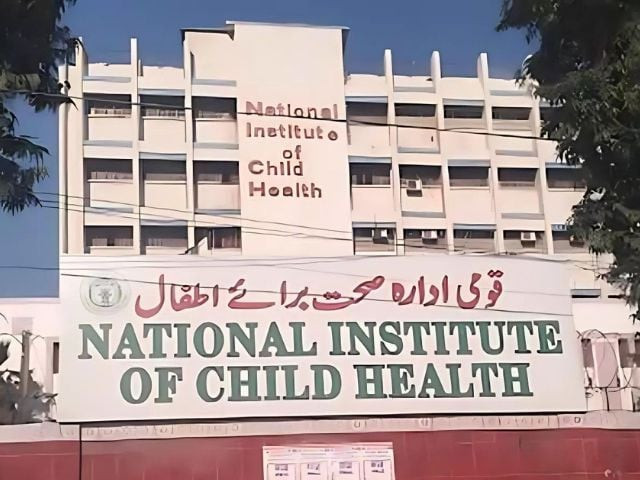 National
Institute
of
Child
Health
قومی ادارہ صحت برائے اطفال
NATIONAL INSTITUTE
OF CHILD HEALTH